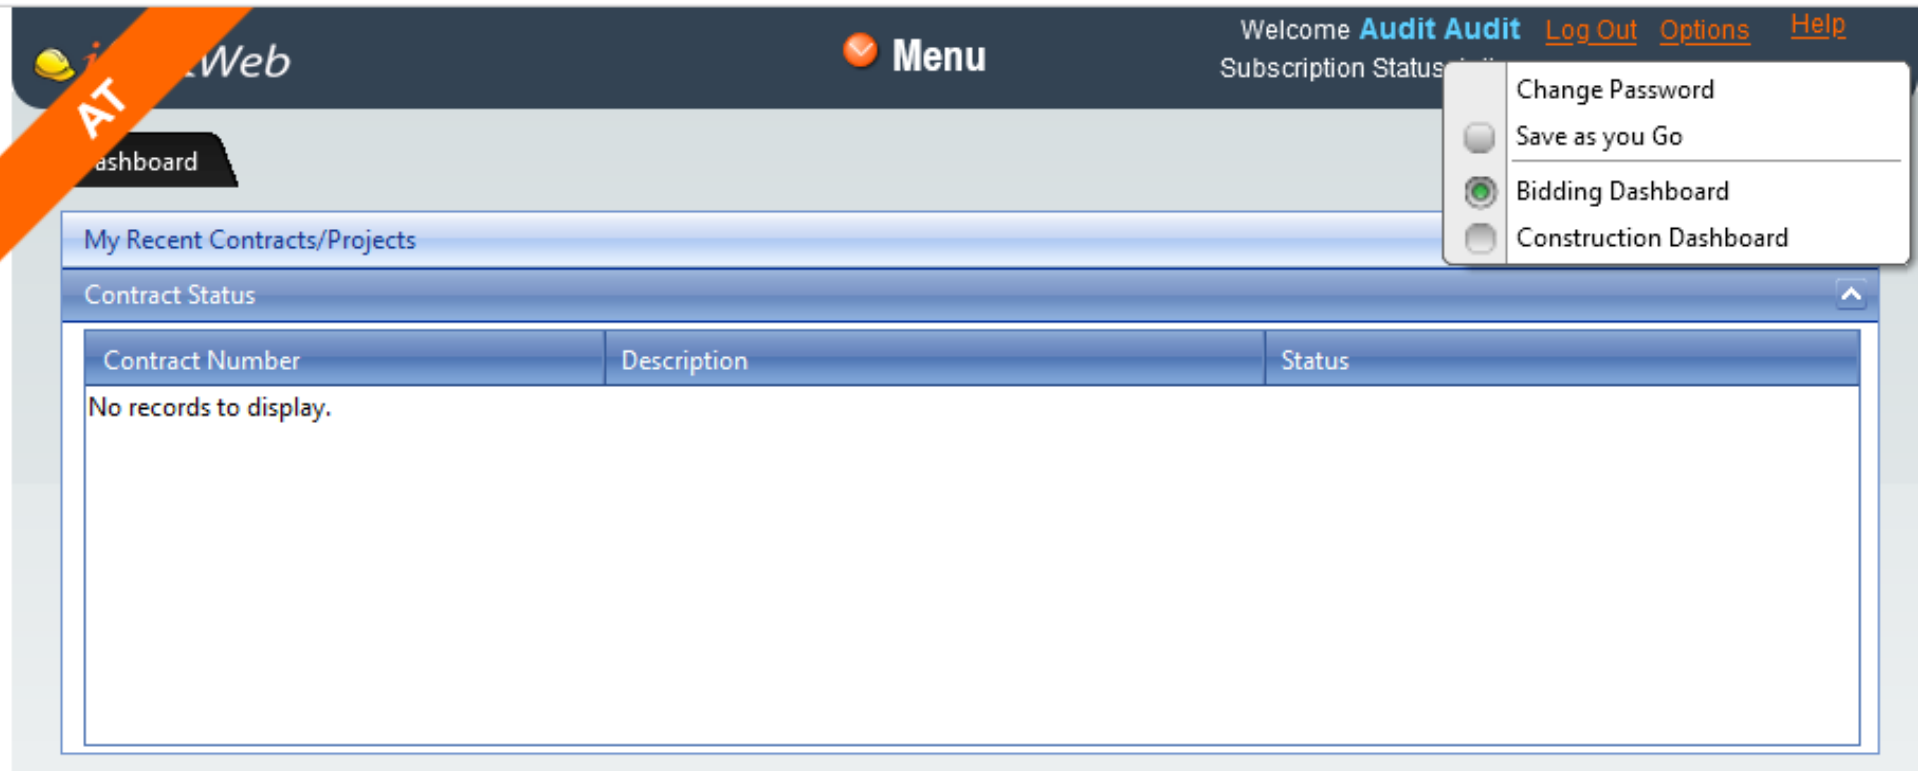 Web
AT
Menu
Welcome Audit Audit Log Out Options Help
Subscription Status
Change Password
Save as you Go
Bidding Dashboard
Construction Dashboard
ashboard
My Recent Contracts/Projects
Contract Status
Contract Number Description Status
No records to display.